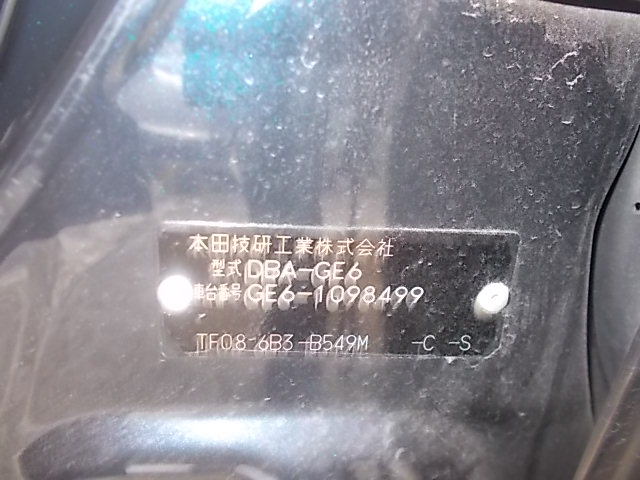 本田技研工業株式会社
型式 DBA-GE6
車台番号 GE6-1098499
TF08-6B3-B549M -C -S